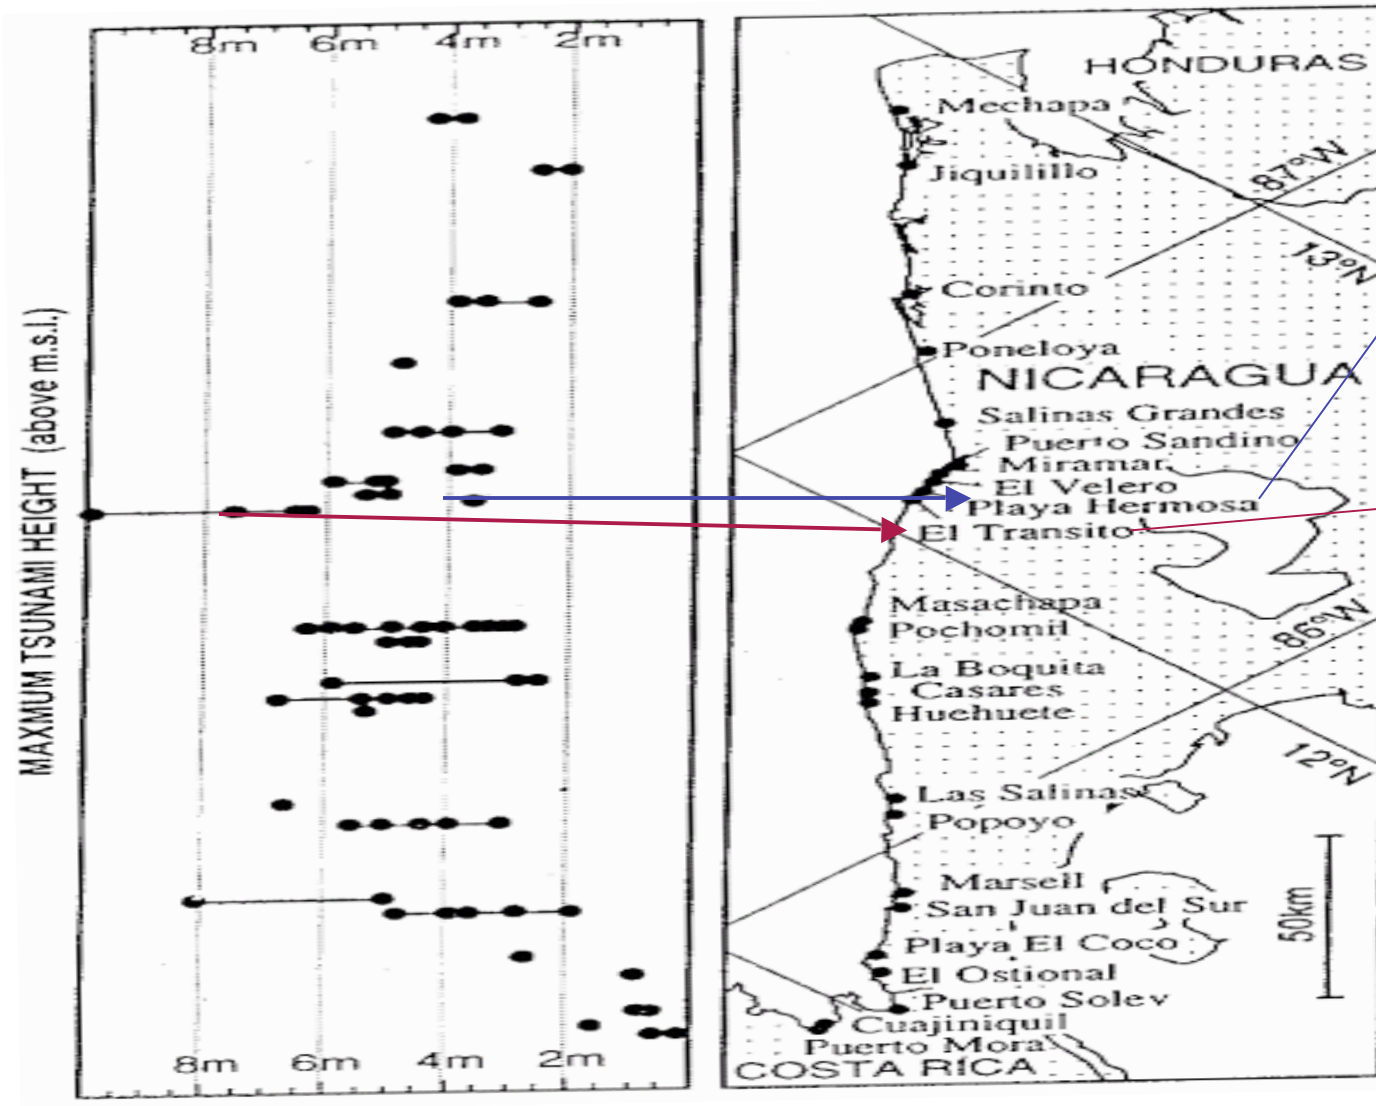 8m 6m 4m 2m
MAXMUM TSUNAMI HEIGHT (above m.s.l.)
8m 6m 4m 2m
HONDURAS
Mechapa
87°W
Jiquilillo
13°N
Corinto
Poneloya
NICARAGUA
Salinas Grandes
Puerto Sandino
Miramar
El Velero
Playa Hermosa
El Transito
Masachapa
86°W
Pochomil
La Boquita
Casares
Huehuete
12°N
Las Salinas
Popoyo
Marsell
San Juan del Sur
50km
Playa El Coco
El Ostional
Puerto Solev
Cuajiniquil
Puerto Mora
COSTA RICA